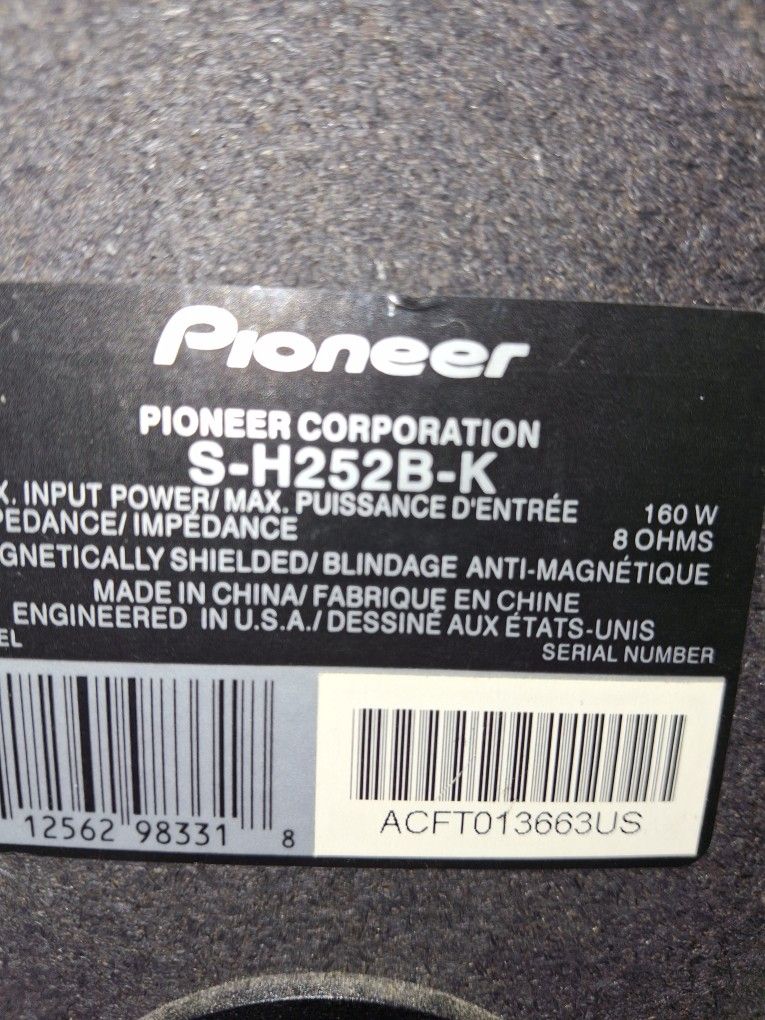 Pioneer
PIONEER CORPORATION
S-H252B-K
X. INPUT POWER/ MAX. PUISSANCE D'ENTRÉE 160 W
PEDANCE/ IMPÉDANCE 8 OHMS
GNETICALLY SHIELDED/ BLINDAGE ANTI-MAGNÉTIQUE
MADE IN CHINA/ FABRIQUE EN CHINE
ENGINEERED IN U.S.A./ DESSINÉ AUX ÉTATS-UNIS
EL SERIAL NUMBER
12562 98331 8
ACFT013663US